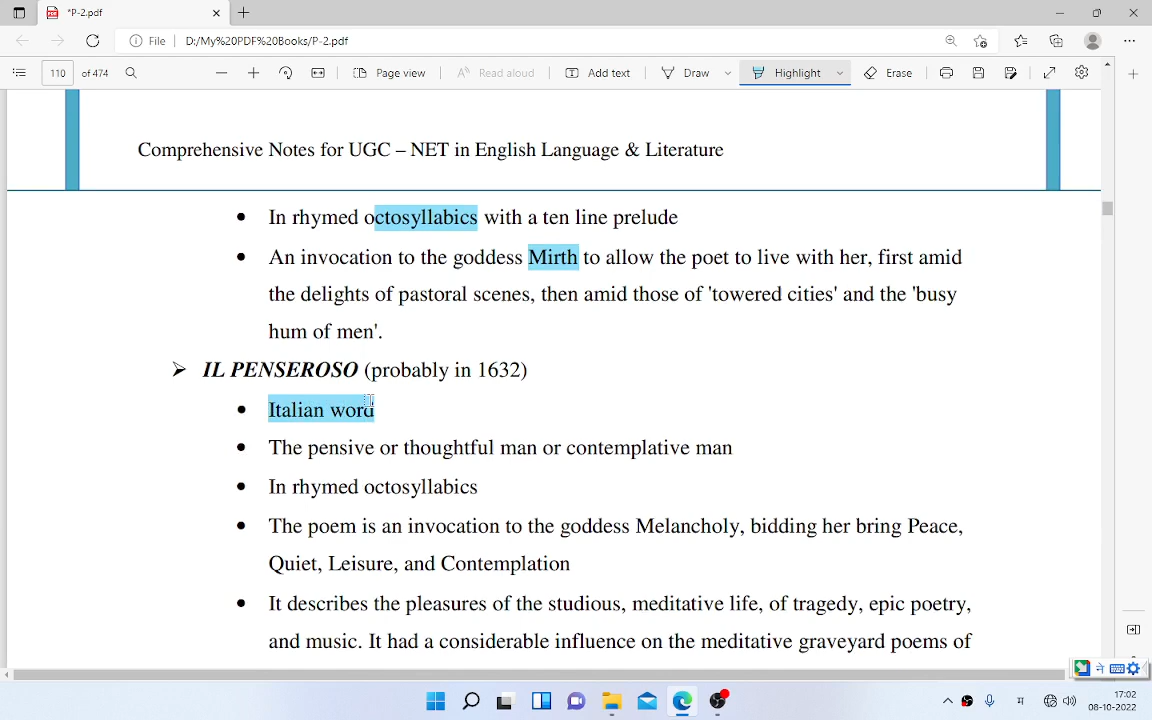 *P-2.pdf
File D:/My%20PDF%20Books/P-2.pdf
110 of 474 Page view Read aloud Add text Draw Highlight Erase
Comprehensive Notes for UGC – NET in English Language & Literature
• In rhymed octosyllabics with a ten line prelude
• An invocation to the goddess Mirth to allow the poet to live with her, first amid
the delights of pastoral scenes, then amid those of 'towered cities' and the 'busy
hum of men'.
➢ IL PENSEROSO (probably in 1632)
• Italian word
• The pensive or thoughtful man or contemplative man
• In rhymed octosyllabics
• The poem is an invocation to the goddess Melancholy, bidding her bring Peace,
Quiet, Leisure, and Contemplation
• It describes the pleasures of the studious, meditative life, of tragedy, epic poetry,
and music. It had a considerable influence on the meditative graveyard poems of
17:02
08-10-2022